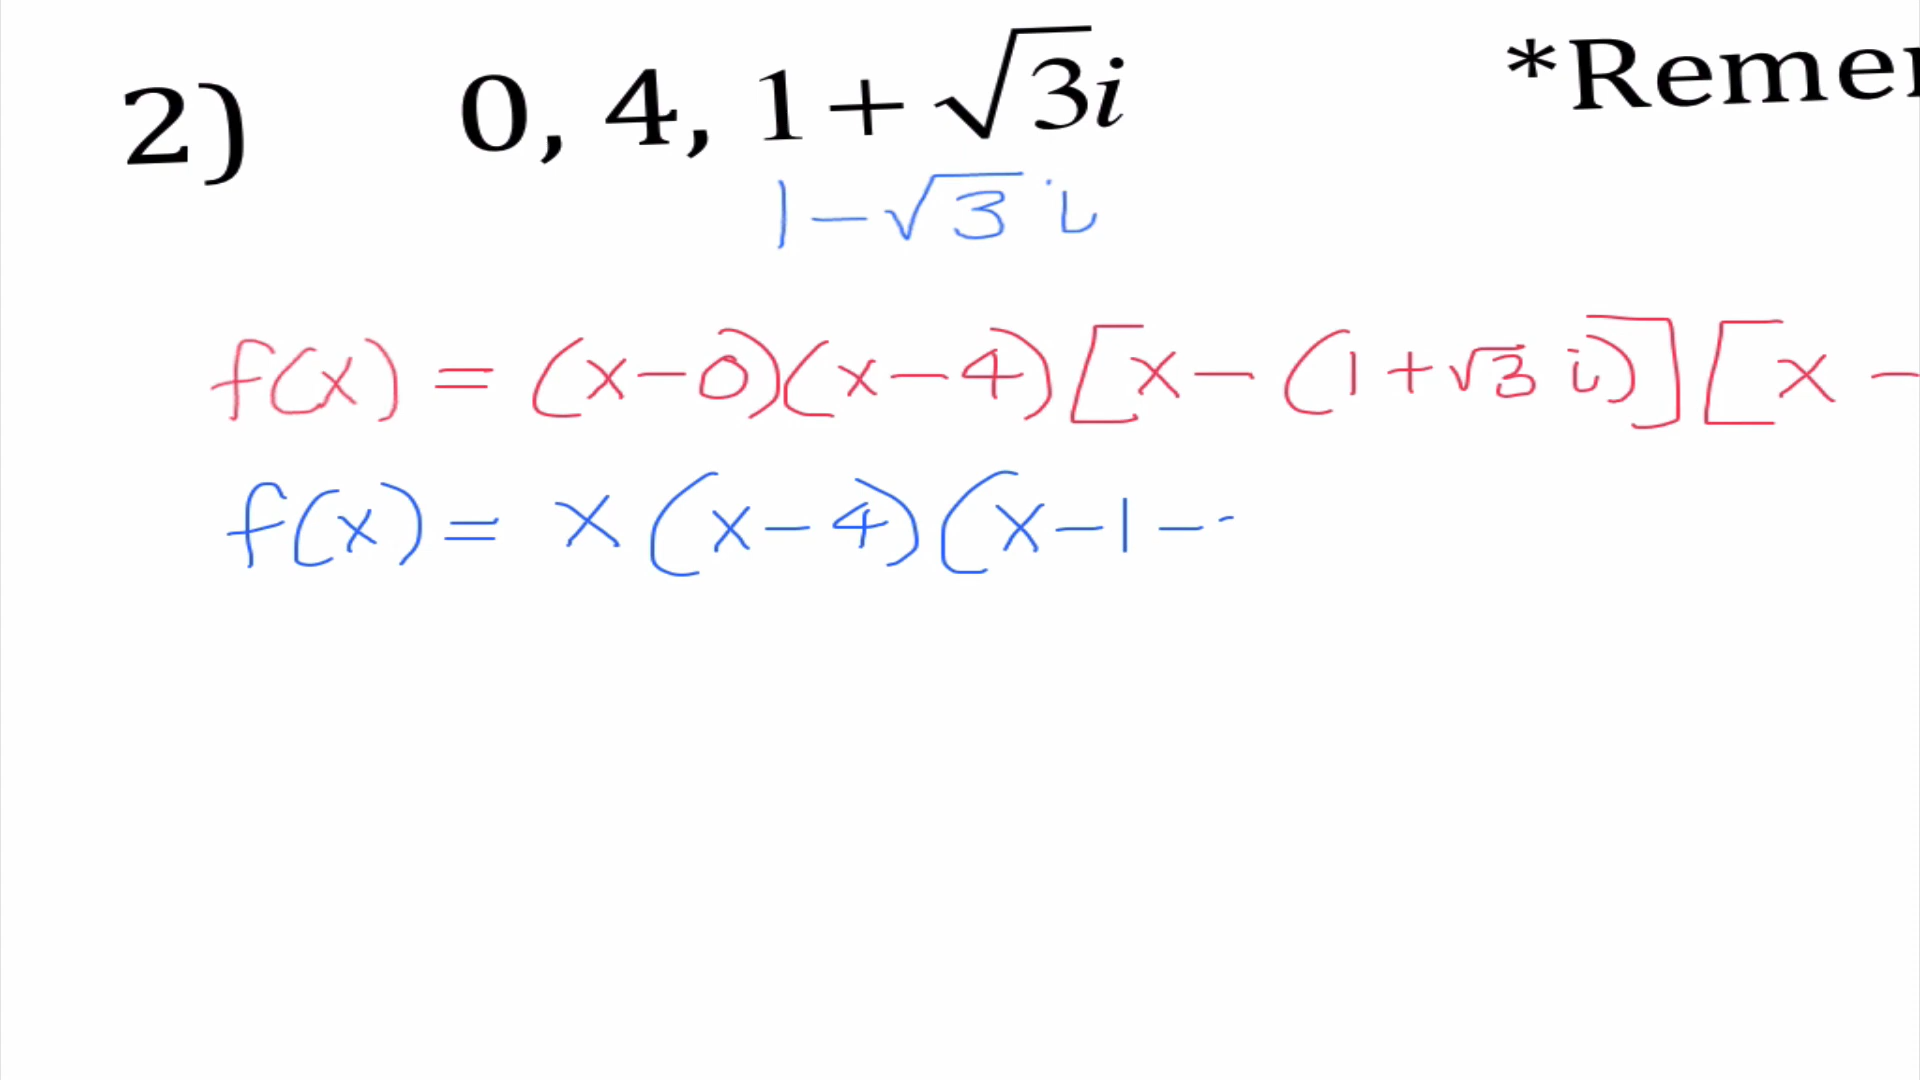 2) 0, 4, 1 + √3i *Remer
1 - √3 i
f(x) = (x-0)(x-4)[x-(1+√3 i)][x-
f(x) = x(x-4)(x-1-